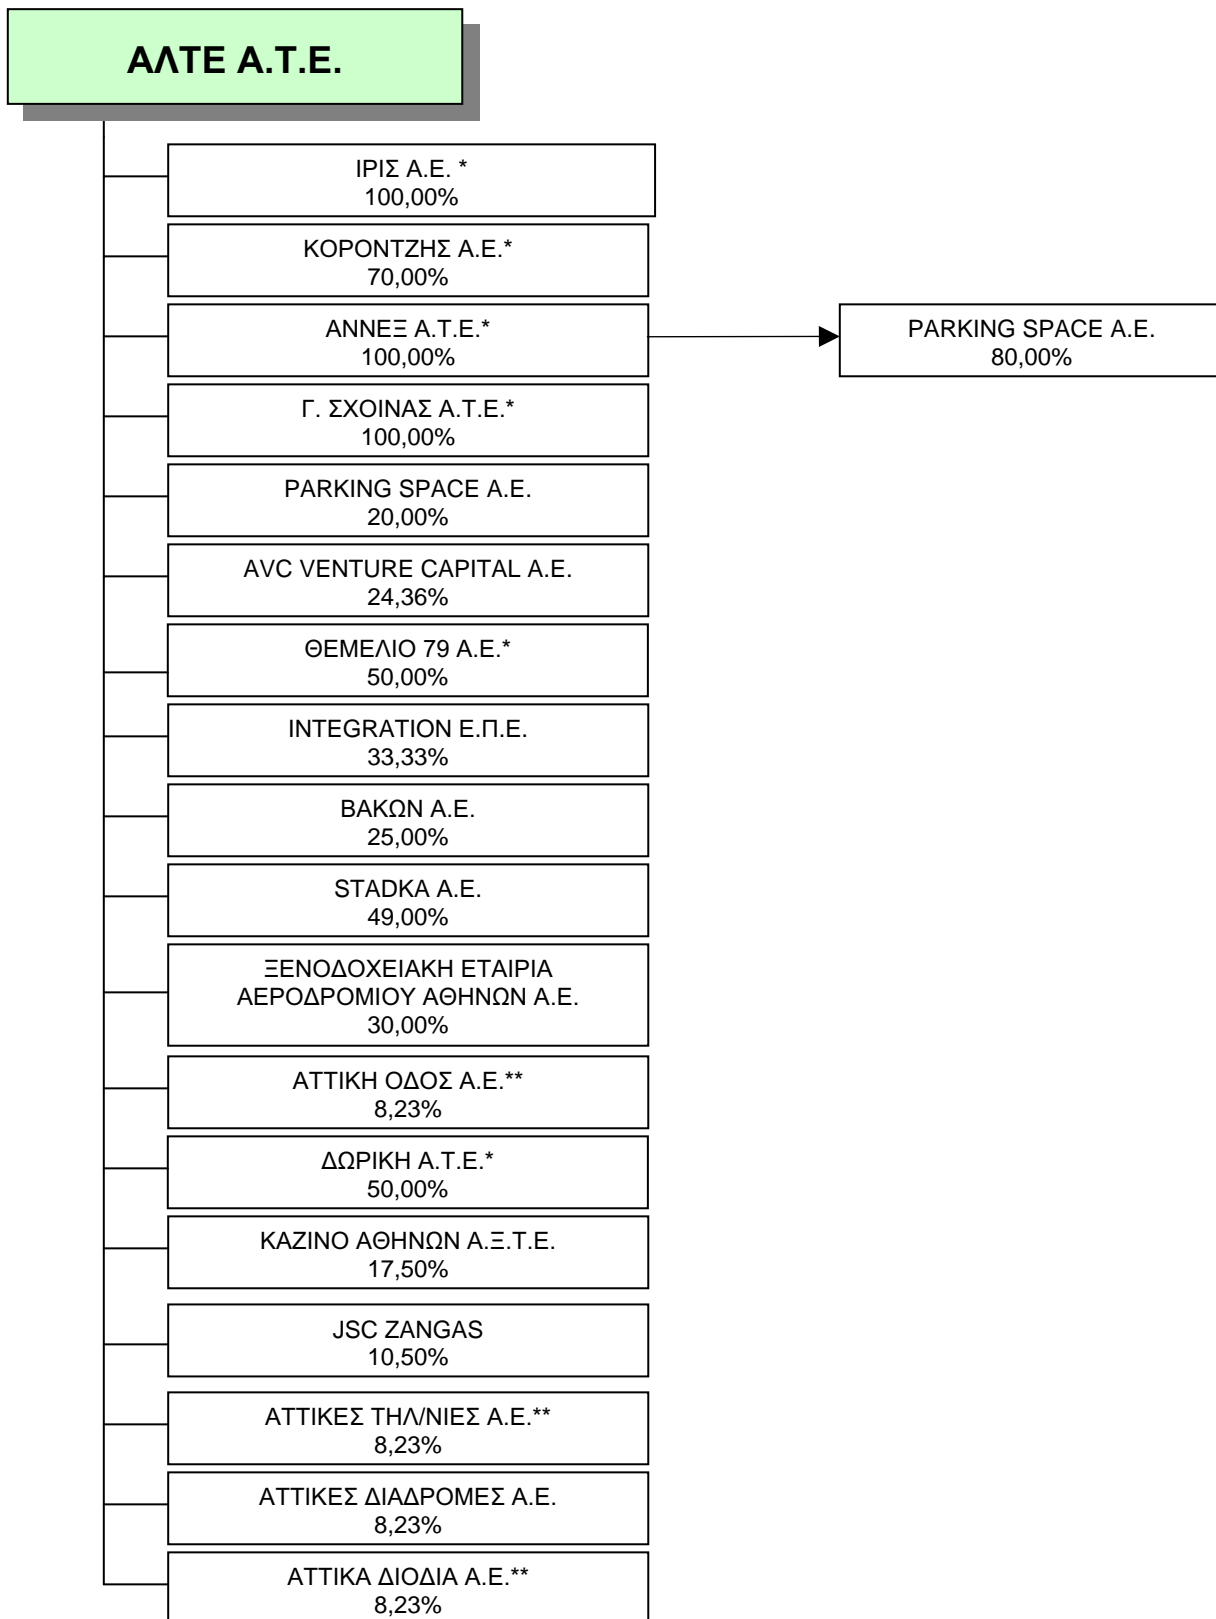 ΑΛΤΕ Α.Τ.Ε.
ΙΡΙΣ Α.Ε. *
100,00%
ΚΟΡΟΝΤΖΗΣ Α.Ε.*
70,00%
ΑΝΝΕΞ Α.Τ.Ε.*
100,00%
PARKING SPACE Α.Ε.
80,00%
Γ. ΣΧΟΙΝΑΣ Α.Τ.Ε.*
100,00%
PARKING SPACE Α.Ε.
20,00%
AVC VENTURE CAPITAL Α.Ε.
24,36%
ΘΕΜΕΛΙΟ 79 Α.Ε.*
50,00%
INTEGRATION Ε.Π.Ε.
33,33%
ΒΑΚΩΝ Α.Ε.
25,00%
STADKA Α.Ε.
49,00%
ΞΕΝΟΔΟΧΕΙΑΚΗ ΕΤΑΙΡΙΑ
ΑΕΡΟΔΡΟΜΙΟΥ ΑΘΗΝΩΝ Α.Ε.
30,00%
ΑΤΤΙΚΗ ΟΔΟΣ Α.Ε.**
8,23%
ΔΩΡΙΚΗ Α.Τ.Ε.*
50,00%
ΚΑΖΙΝΟ ΑΘΗΝΩΝ Α.Ξ.Τ.Ε.
17,50%
JSC ZANGAS
10,50%
ΑΤΤΙΚΕΣ ΤΗΛ/ΝΙΕΣ Α.Ε.**
8,23%
ΑΤΤΙΚΕΣ ΔΙΑΔΡΟΜΕΣ Α.Ε.
8,23%
ΑΤΤΙΚΑ ΔΙΟΔΙΑ Α.Ε.**
8,23%